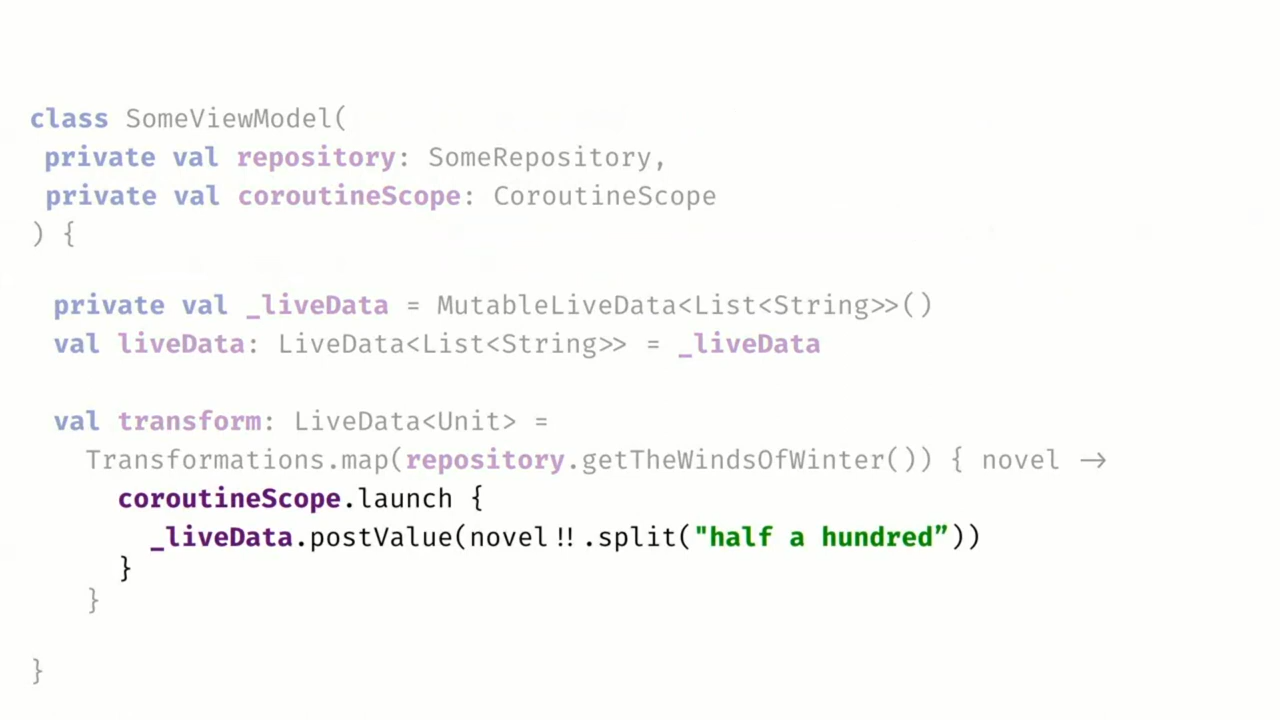 class SomeViewModel(
private val repository: SomeRepository,
private val coroutineScope: CoroutineScope
) {
private val _liveData = MutableLiveData<List<String>>()
val liveData: LiveData<List<String>> = _liveData
val transform: LiveData<Unit> =
Transformations.map(repository.getTheWindsOfWinter()) { novel ->
coroutineScope.launch {
_liveData.postValue(novel!!.split("half a hundred”))
}
}
}